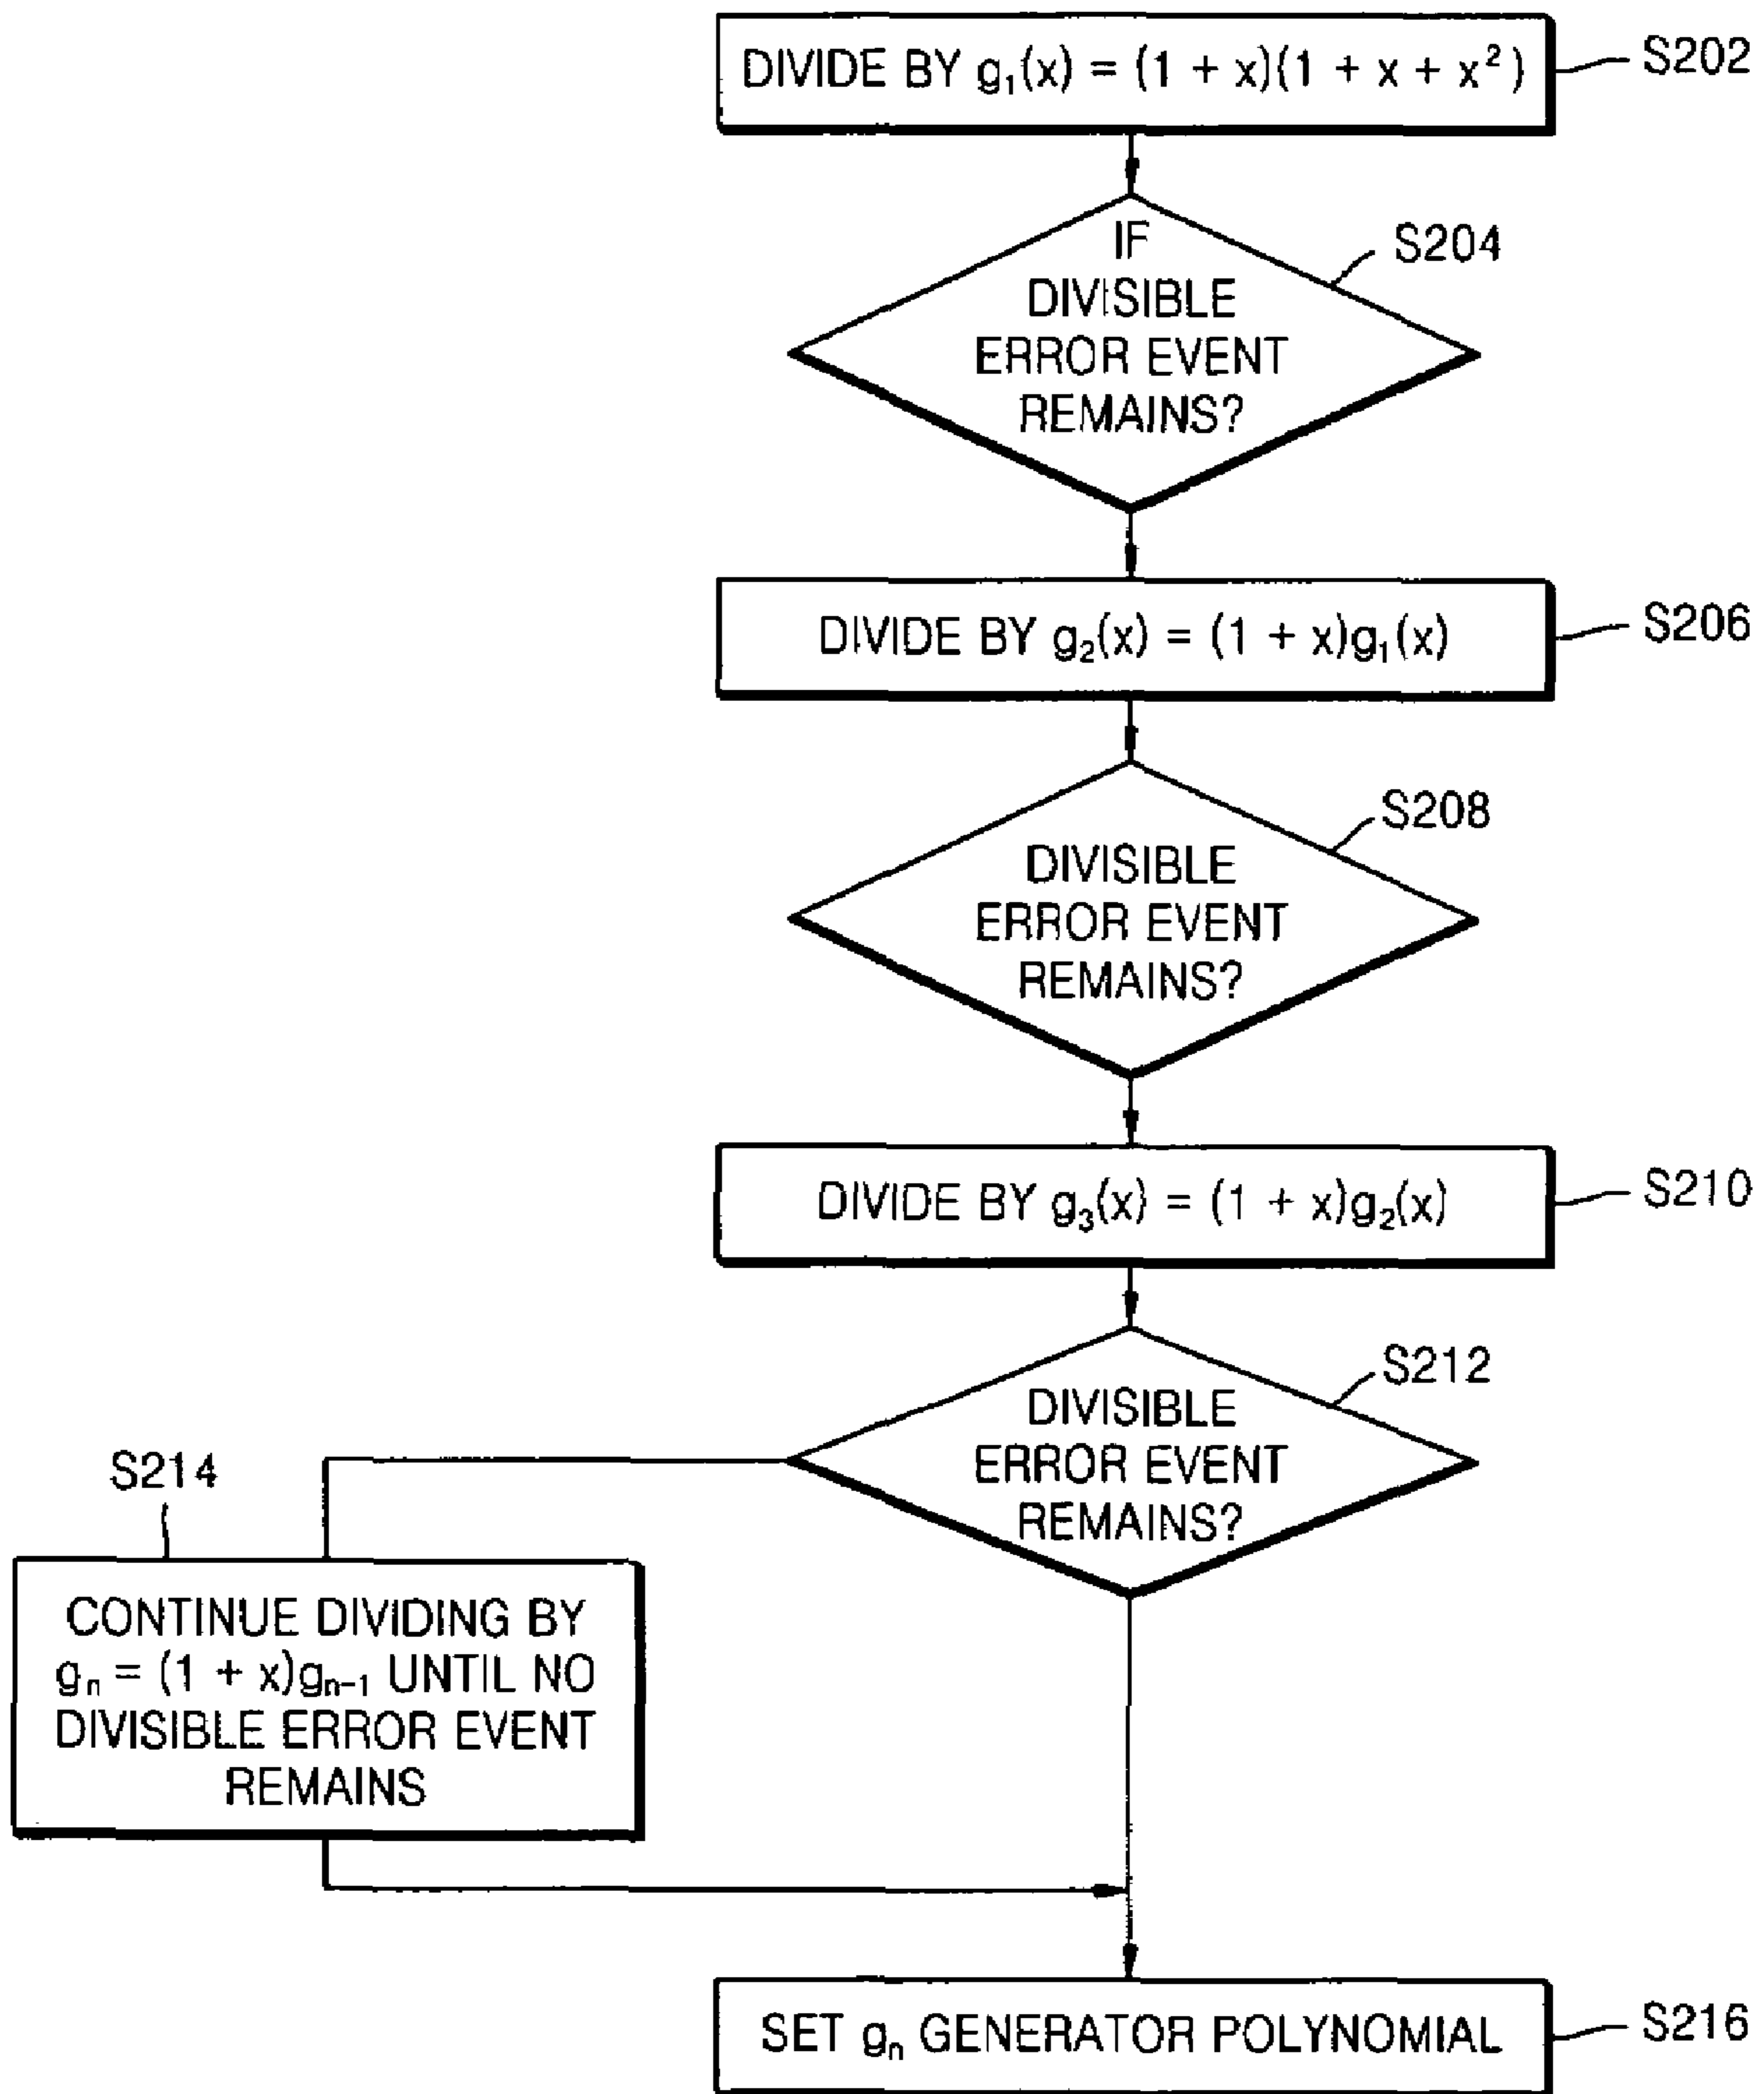 DIVIDE BY g₁(x) = (1 + x)(1 + x + x²)
S202
IF
DIVISIBLE
ERROR EVENT
REMAINS?
S204
DIVIDE BY g₂(x) = (1 + x)g₁(x)
S206
DIVISIBLE
ERROR EVENT
REMAINS?
S208
DIVIDE BY g₃(x) = (1 + x)g₂(x)
S210
DIVISIBLE
ERROR EVENT
REMAINS?
S212
S214
CONTINUE DIVIDING BY
gₙ = (1 + x)gₙ₋₁ UNTIL NO
DIVISIBLE ERROR EVENT
REMAINS
SET gₙ GENERATOR POLYNOMIAL
S216